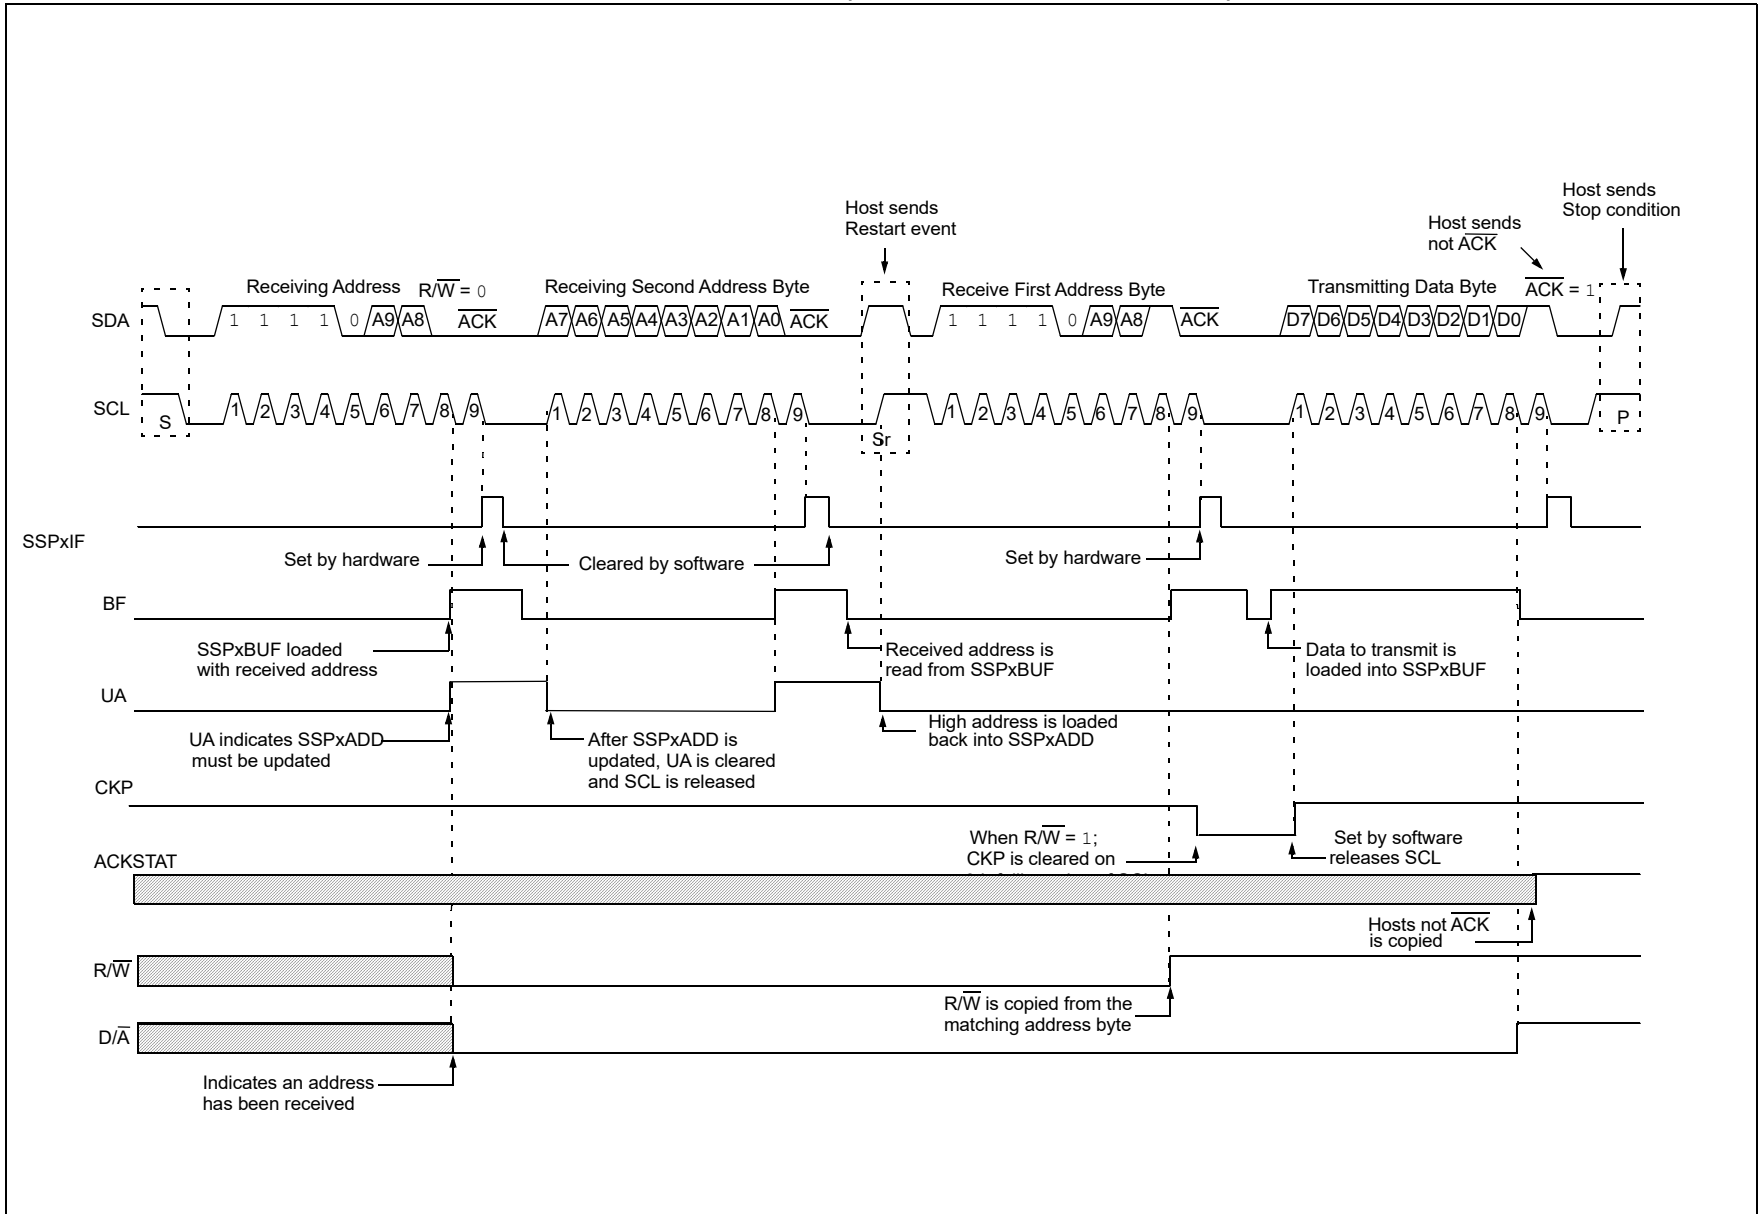 Host sends
Stop condition
Host sends
Restart event
Host sends
not A̅C̅K̅
Receiving Address
R/W̅ = 0
Receiving Second Address Byte
Receive First Address Byte
Transmitting Data Byte
A̅C̅K̅ = 1
SDA
1 1 1 1 0 A9 A8 A̅C̅K̅
A7 A6 A5 A4 A3 A2 A1 A0 A̅C̅K̅
1 1 1 1 0 A9 A8 A̅C̅K̅
D7 D6 D5 D4 D3 D2 D1 D0
SCL
S
1 2 3 4 5 6 7 8 9
1 2 3 4 5 6 7 8 9
Sr
1 2 3 4 5 6 7 8 9
1 2 3 4 5 6 7 8 9
P
SSPxIF
Set by hardware
Cleared by software
Set by hardware
BF
SSPxBUF loaded
with received address
Received address is
read from SSPxBUF
Data to transmit is
loaded into SSPxBUF
UA
UA indicates SSPxADD
must be updated
After SSPxADD is
updated, UA is cleared
and SCL is released
High address is loaded
back into SSPxADD
CKP
When R/W̅ = 1;
CKP is cleared on
Set by software
releases SCL
ACKSTAT
Hosts not A̅C̅K̅
is copied
R/W̅
R/W̅ is copied from the
matching address byte
D/A̅
Indicates an address
has been received